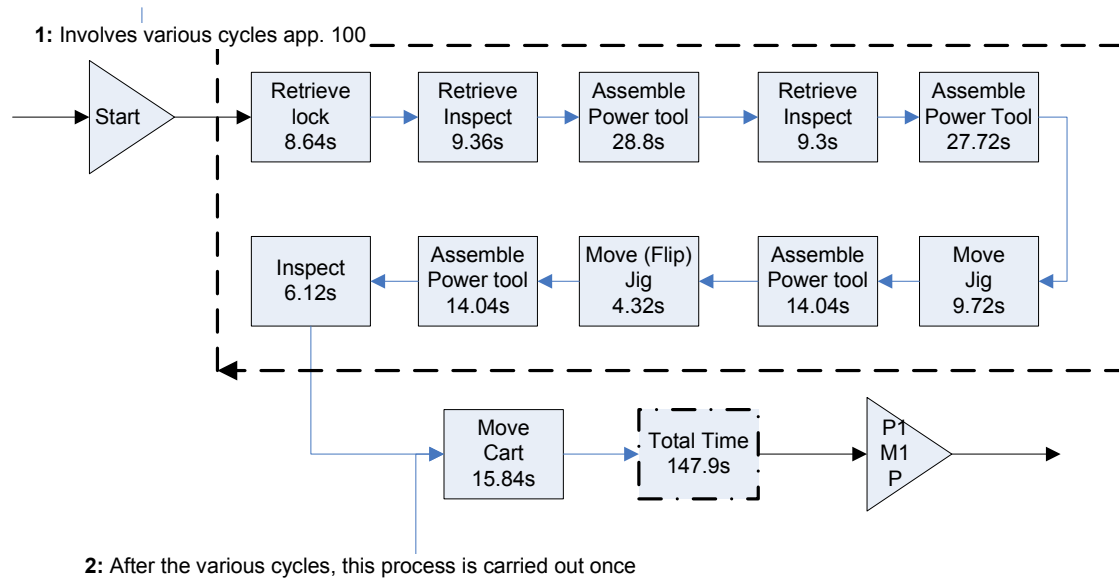 1: Involves various cycles app. 100
Start
Retrieve
lock
8.64s
Retrieve
Inspect
9.36s
Assemble
Power tool
28.8s
Retrieve
Inspect
9.3s
Assemble
Power Tool
27.72s
Inspect
6.12s
Assemble
Power tool
14.04s
Move (Flip)
Jig
4.32s
Assemble
Power tool
14.04s
Move
Jig
9.72s
Move
Cart
15.84s
Total Time
147.9s
P1
M1
P
2: After the various cycles, this process is carried out once